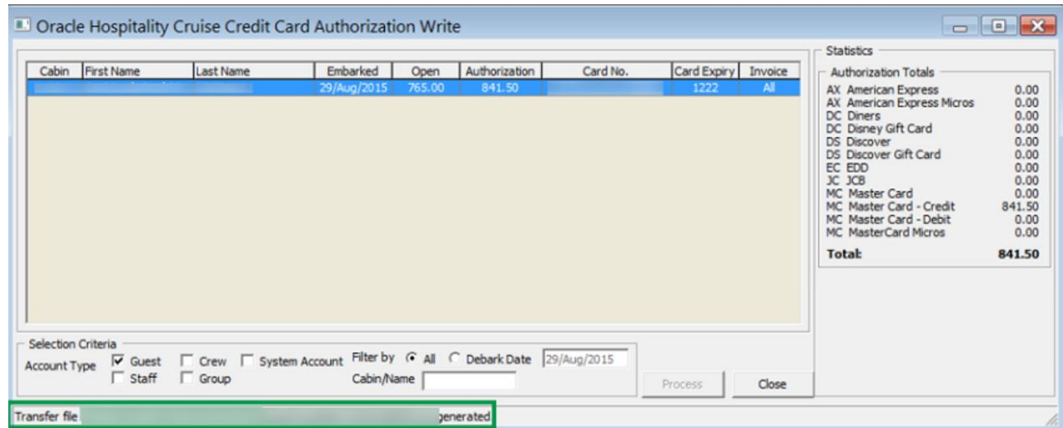 Oracle Hospitality Cruise Credit Card Authorization Write
Cabin First Name Last Name Embarked Open Authorization Card No. Card Expiry Invoice
29/Aug/2015 765.00 841.50 1222 All
Statistics
Authorization Totals
AX American Express 0.00
AX American Express Micros 0.00
DC Diners 0.00
DC Disney Gift Card 0.00
DS Discover 0.00
DS Discover Gift Card 0.00
EC EDD 0.00
JC JCB 0.00
MC Master Card 0.00
MC Master Card - Credit 841.50
MC Master Card - Debit 0.00
MC MasterCard Micros 0.00
Total: 841.50
Selection Criteria
Account Type Guest Crew System Account Filter by All Debark Date 29/Aug/2015
Staff Group Cabin/Name
Process Close
Transfer file generated